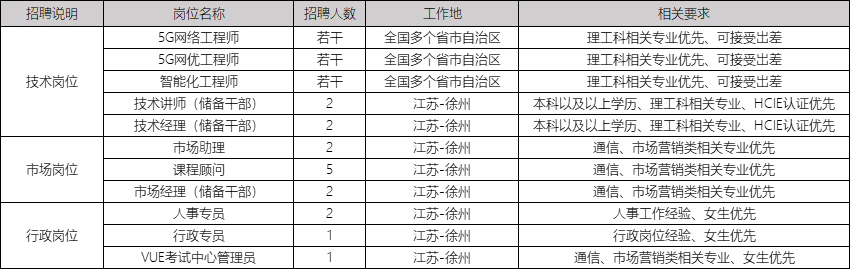 招聘说明 岗位名称 招聘人数 工作地 相关要求
技术岗位
5G网络工程师 若干 全国多个省市自治区 理工科相关专业优先、可接受岀差
5G网优工程师 若干 全国多个省市自治区 理工科相关专业优先、可接受岀差
智能化工程师 若干 全国多个省市自治区 理工科相关专业优先、可接受岀差
技术讲师（储备干部） 2 江苏-徐州 本科以及以上学历、理工科相关专业、HCIE认证优先
技术经理（储备干部） 2 江苏-徐州 本科以及以上学历、理工科相关专业、HCIE认证优先
市场岗位
市场助理 2 江苏-徐州 通信、市场营销类相关专业优先
课程顾问 5 江苏-徐州 通信、市场营销类相关专业优先
市场经理（储备干部） 2 江苏-徐州 通信、市场营销类相关专业优先
行政岗位
人事专员 2 江苏-徐州 人事工作经验、女生优先
行政专员 1 江苏-徐州 行政岗位经验、女生优先
VUE考试中心管理员 1 江苏-徐州 通信、市场营销类相关专业、女生优先